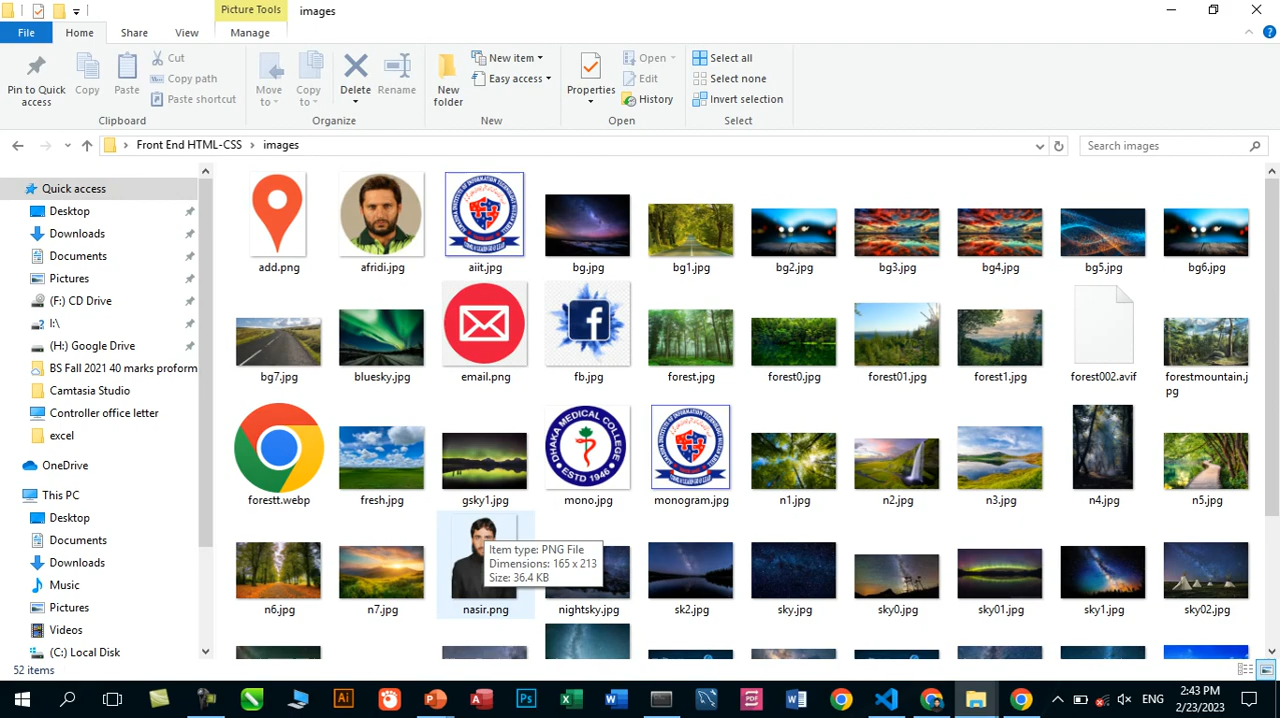 Picture Tools
images
File
Home
Share
View
Manage
Pin to Quick access
Copy
Paste
Cut
Copy path
Paste shortcut
Clipboard
Move to
Copy to
Delete
Rename
Organize
New folder
New item
Easy access
New
Properties
Open
Edit
History
Open
Select all
Select none
Invert selection
Select
Front End HTML-CSS
images
Search images
Quick access
Desktop
Downloads
Documents
Pictures
(F:) CD Drive
I:\
(H:) Google Drive
BS Fall 2021 40 marks proform
Camtasia Studio
Controller office letter
excel
OneDrive
This PC
Desktop
Documents
Downloads
Music
Pictures
Videos
(C:) Local Disk
add.png
afridi.jpg
aiit.jpg
bg.jpg
bg1.jpg
bg2.jpg
bg3.jpg
bg4.jpg
bg5.jpg
bg6.jpg
bg7.jpg
bluesky.jpg
email.png
fb.jpg
forest.jpg
forest0.jpg
forest01.jpg
forest1.jpg
forest002.avif
forestmountain.j
pg
DHAKA MEDICAL COLLEGE
ESTD 1946
forestt.webp
fresh.jpg
gsky1.jpg
mono.jpg
monogram.jpg
n1.jpg
n2.jpg
n3.jpg
n4.jpg
n5.jpg
Item type: PNG File
Dimensions: 165 x 213
Size: 36.4 KB
n6.jpg
n7.jpg
nasir.png
nightsky.jpg
sk2.jpg
sky.jpg
sky0.jpg
sky01.jpg
sky1.jpg
sky02.jpg
52 items
ENG
2:43 PM
2/23/2023